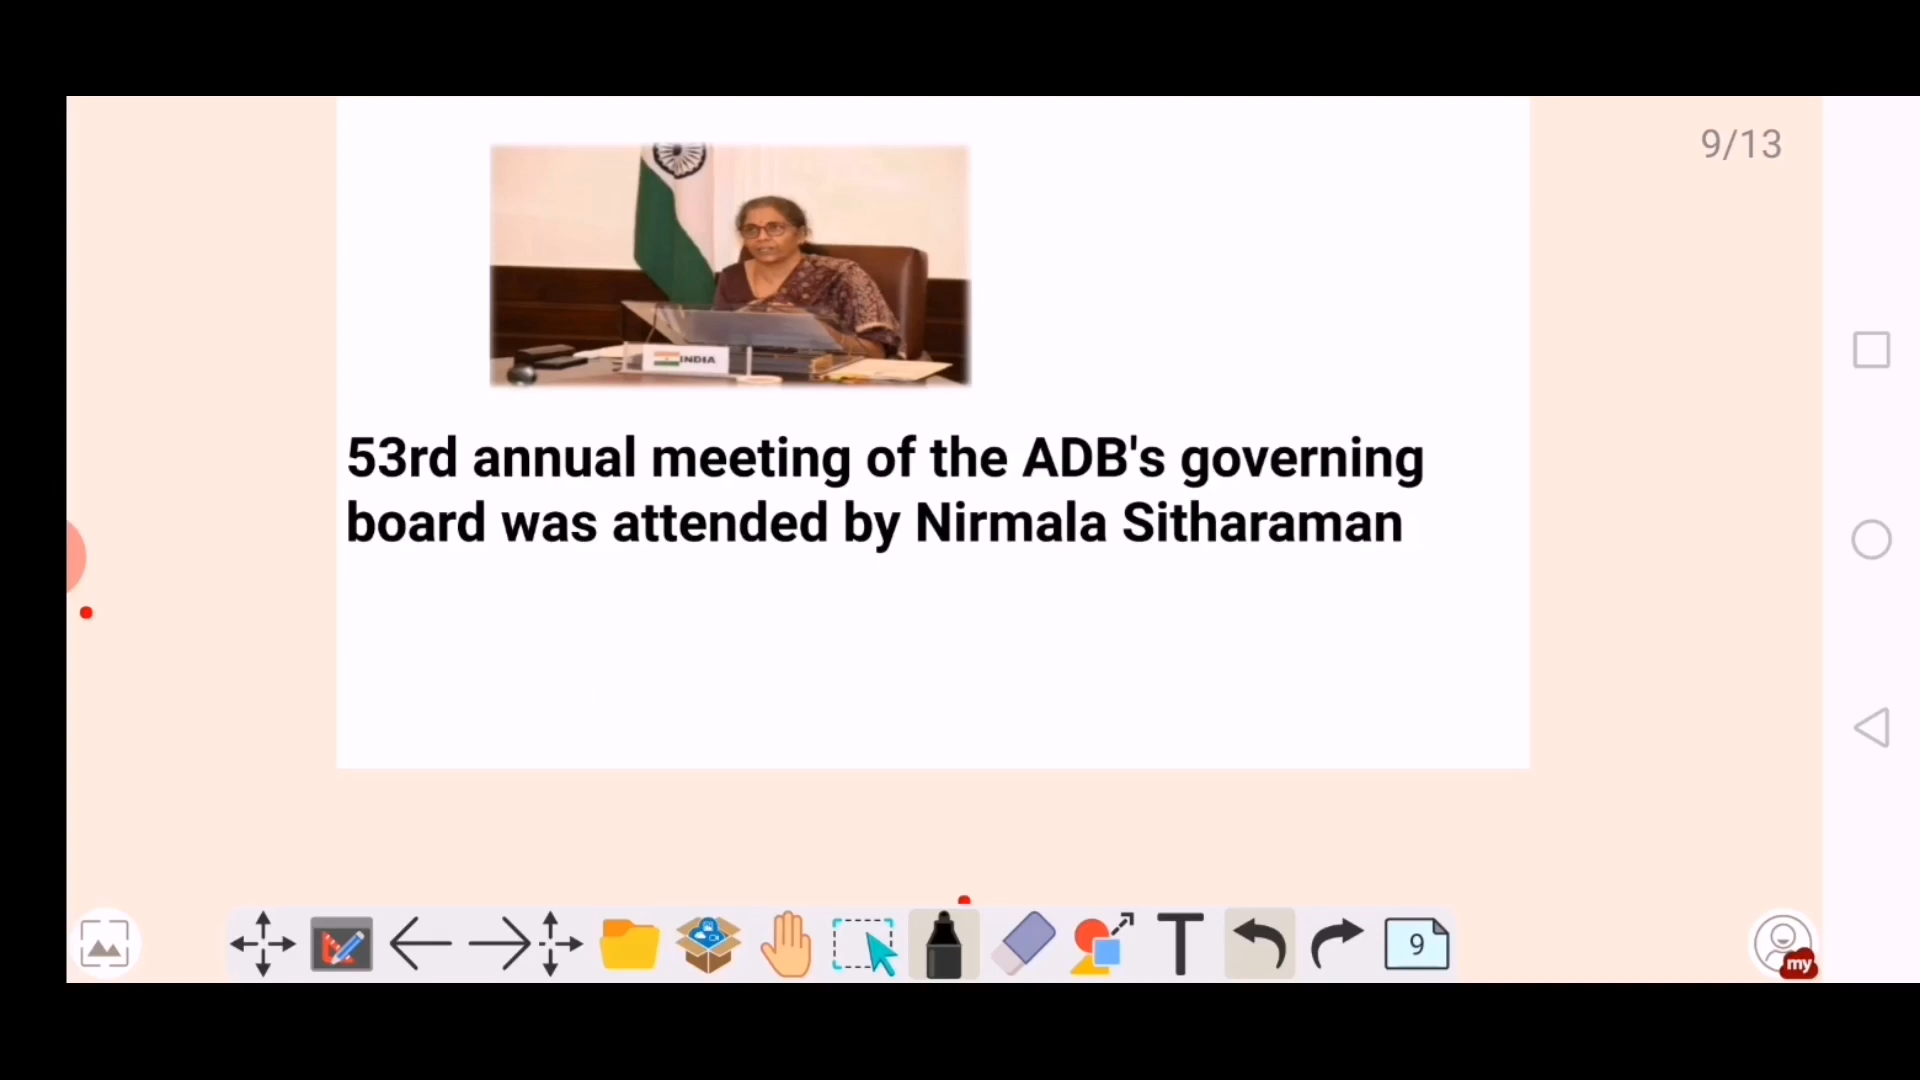 9/13
INDIA
53rd annual meeting of the ADB's governing
board was attended by Nirmala Sitharaman
T
9
my